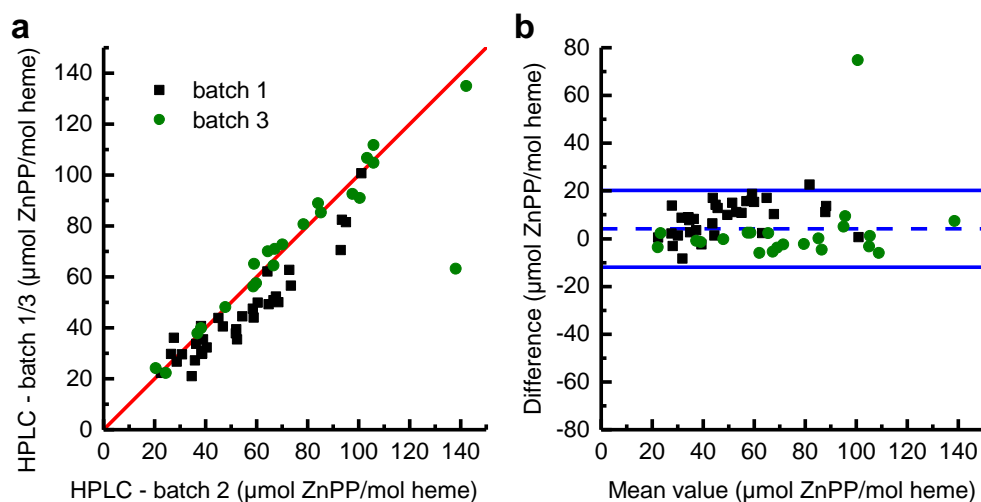 a
HPLC - batch 1/3 (µmol ZnPP/mol heme)
140
120
100
80
60
40
20
0
batch 1
batch 3
0 20 40 60 80 100 120 140
HPLC - batch 2 (µmol ZnPP/mol heme)
b
Difference (µmol ZnPP/mol heme)
80
60
40
20
0
-20
-40
-60
-80
0 20 40 60 80 100 120 140
Mean value (µmol ZnPP/mol heme)